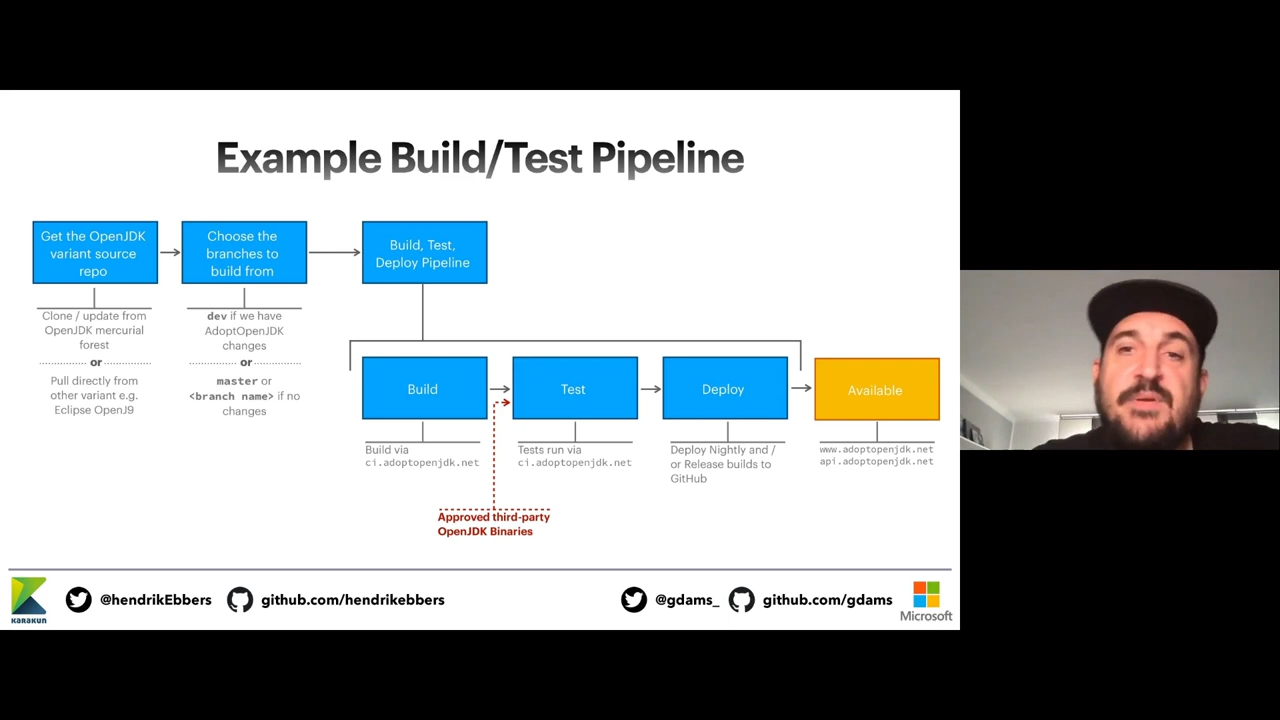 Example Build/Test Pipeline
Get the OpenJDK
variant source
repo
Choose the
branches to
build from
Build, Test,
Deploy Pipeline
Clone / update from
OpenJDK mercurial
forest
or
Pull directly from
other variant e.g.
Eclipse OpenJ9
dev if we have
AdoptOpenJDK
changes
or
master or
<branch name> if no
changes
Build
Test
Deploy
Available
Build via
ci.adoptopenjdk.net
Tests run via
ci.adoptopenjdk.net
Deploy Nightly and /
or Release builds to
GitHub
www.adoptopenjdk.net
api.adoptopenjdk.net
Approved third-party
OpenJDK Binaries
KARAKUN
@hendrikEbbers
github.com/hendrikebbers
@gdams_
github.com/gdams
Microsoft